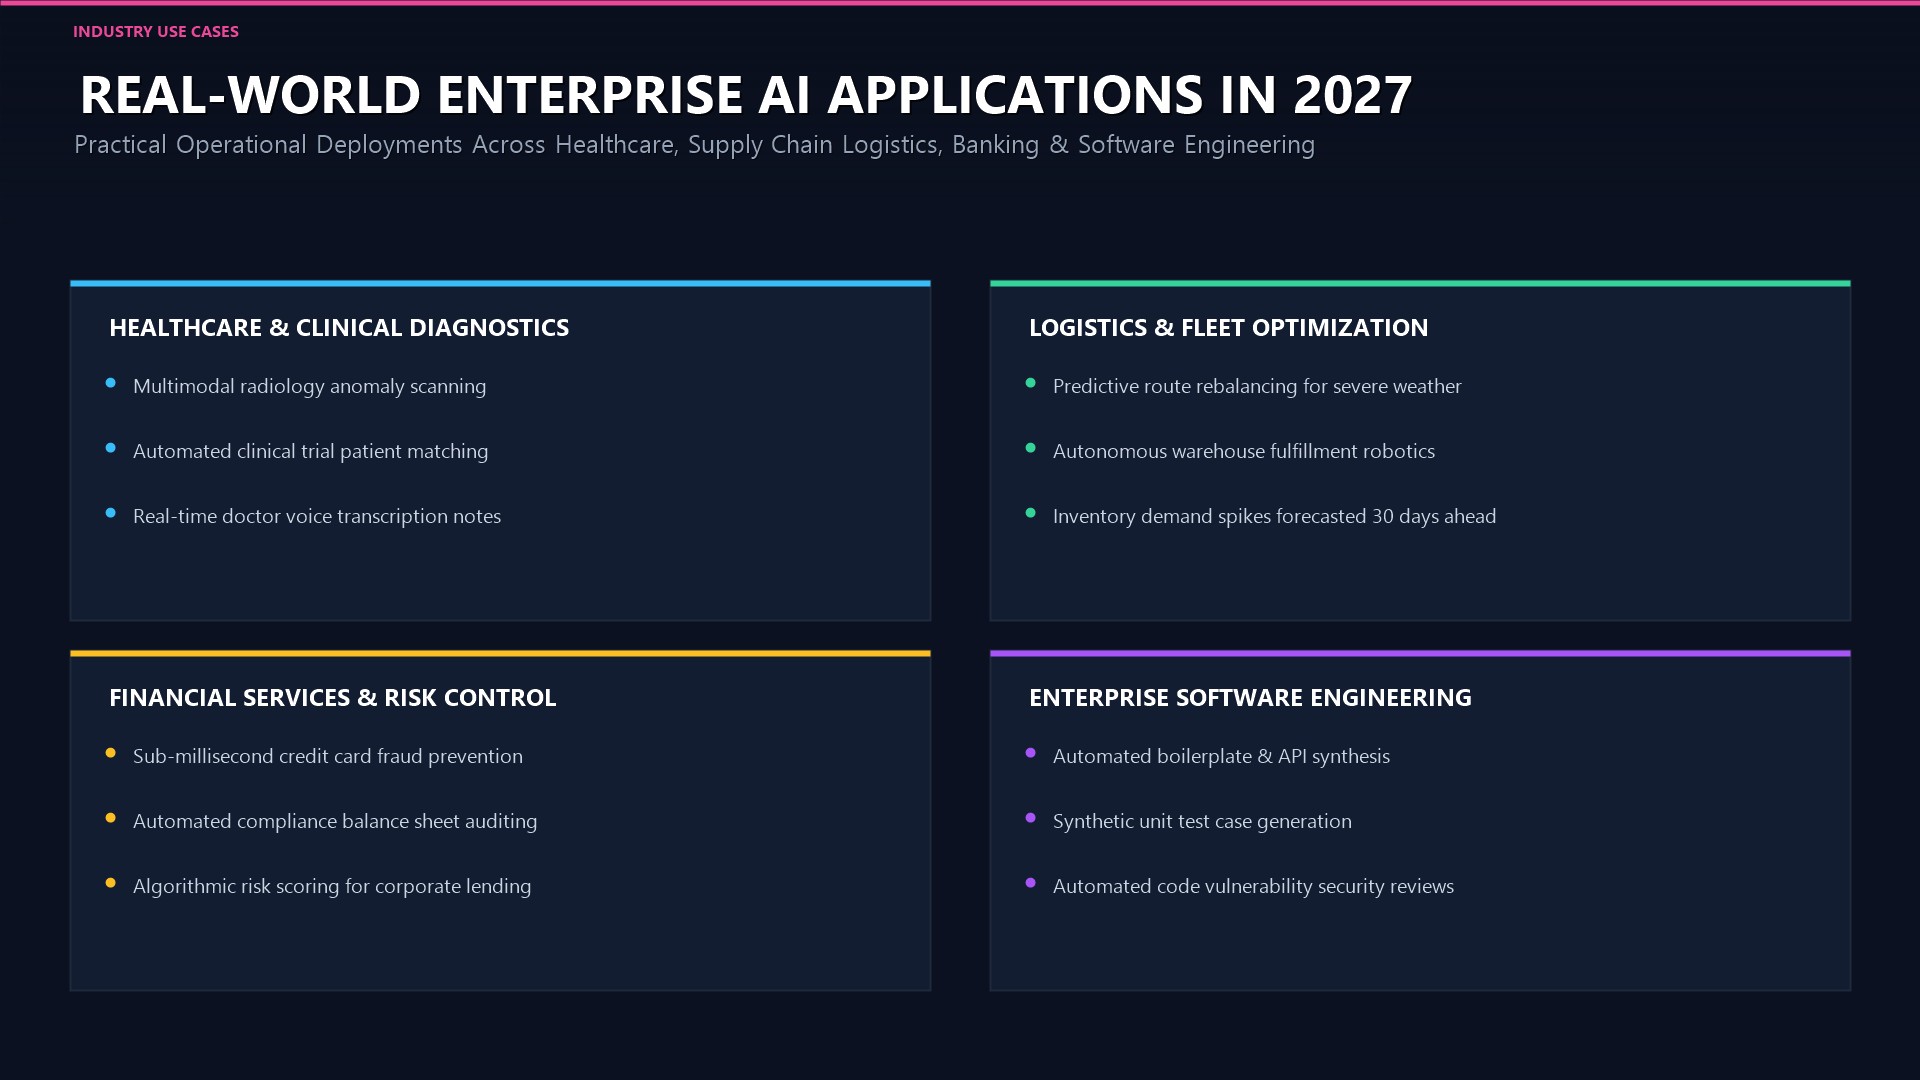 INDUSTRY USE CASES
REAL-WORLD ENTERPRISE AI APPLICATIONS IN 2027
Practical Operational Deployments Across Healthcare, Supply Chain Logistics, Banking & Software Engineering
HEALTHCARE & CLINICAL DIAGNOSTICS
Multimodal radiology anomaly scanning
Automated clinical trial patient matching
Real-time doctor voice transcription notes
LOGISTICS & FLEET OPTIMIZATION
Predictive route rebalancing for severe weather
Autonomous warehouse fulfillment robotics
Inventory demand spikes forecasted 30 days ahead
FINANCIAL SERVICES & RISK CONTROL
Sub-millisecond credit card fraud prevention
Automated compliance balance sheet auditing
Algorithmic risk scoring for corporate lending
ENTERPRISE SOFTWARE ENGINEERING
Automated boilerplate & API synthesis
Synthetic unit test case generation
Automated code vulnerability security reviews